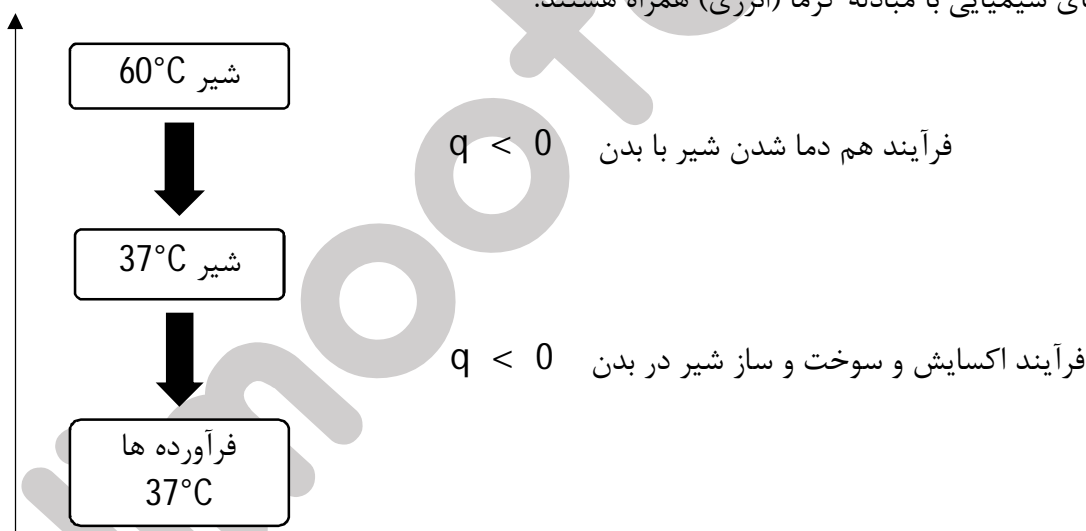 ای شیمیایی با مبادله گرما (انرژی) همراه هستند.
شیر 60°C
فرآیند هم دما شدن شیر با بدن q < 0
شیر 37°C
فرآیند اکسایش و سوخت و ساز شیر در بدن q < 0
فرآورده ها
37°C